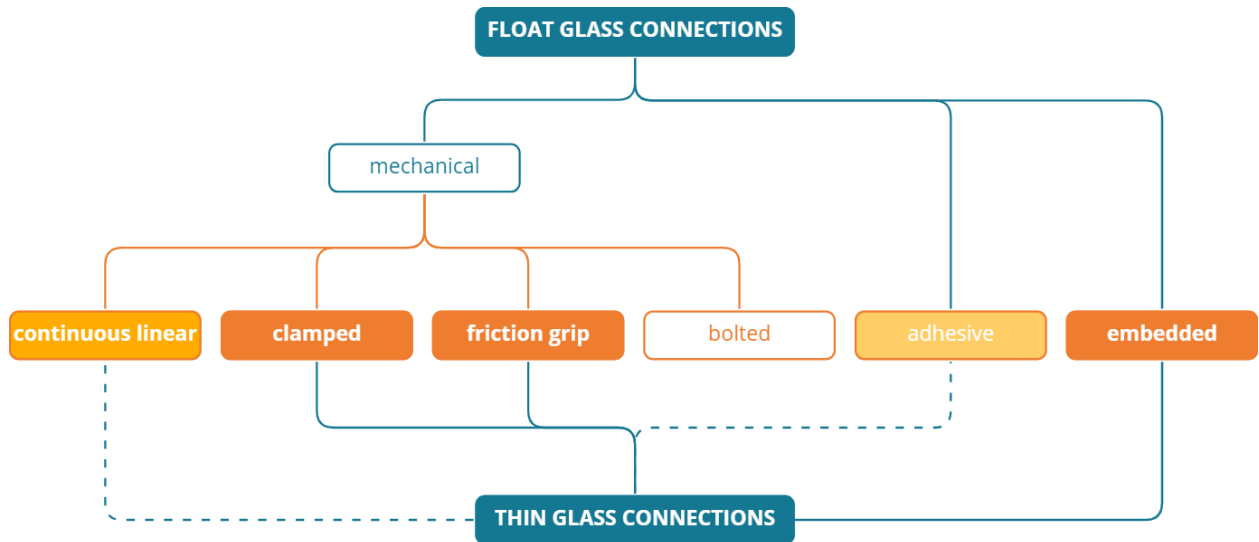 FLOAT GLASS CONNECTIONS
mechanical
continuous linear
clamped
friction grip
bolted
adhesive
embedded
THIN GLASS CONNECTIONS